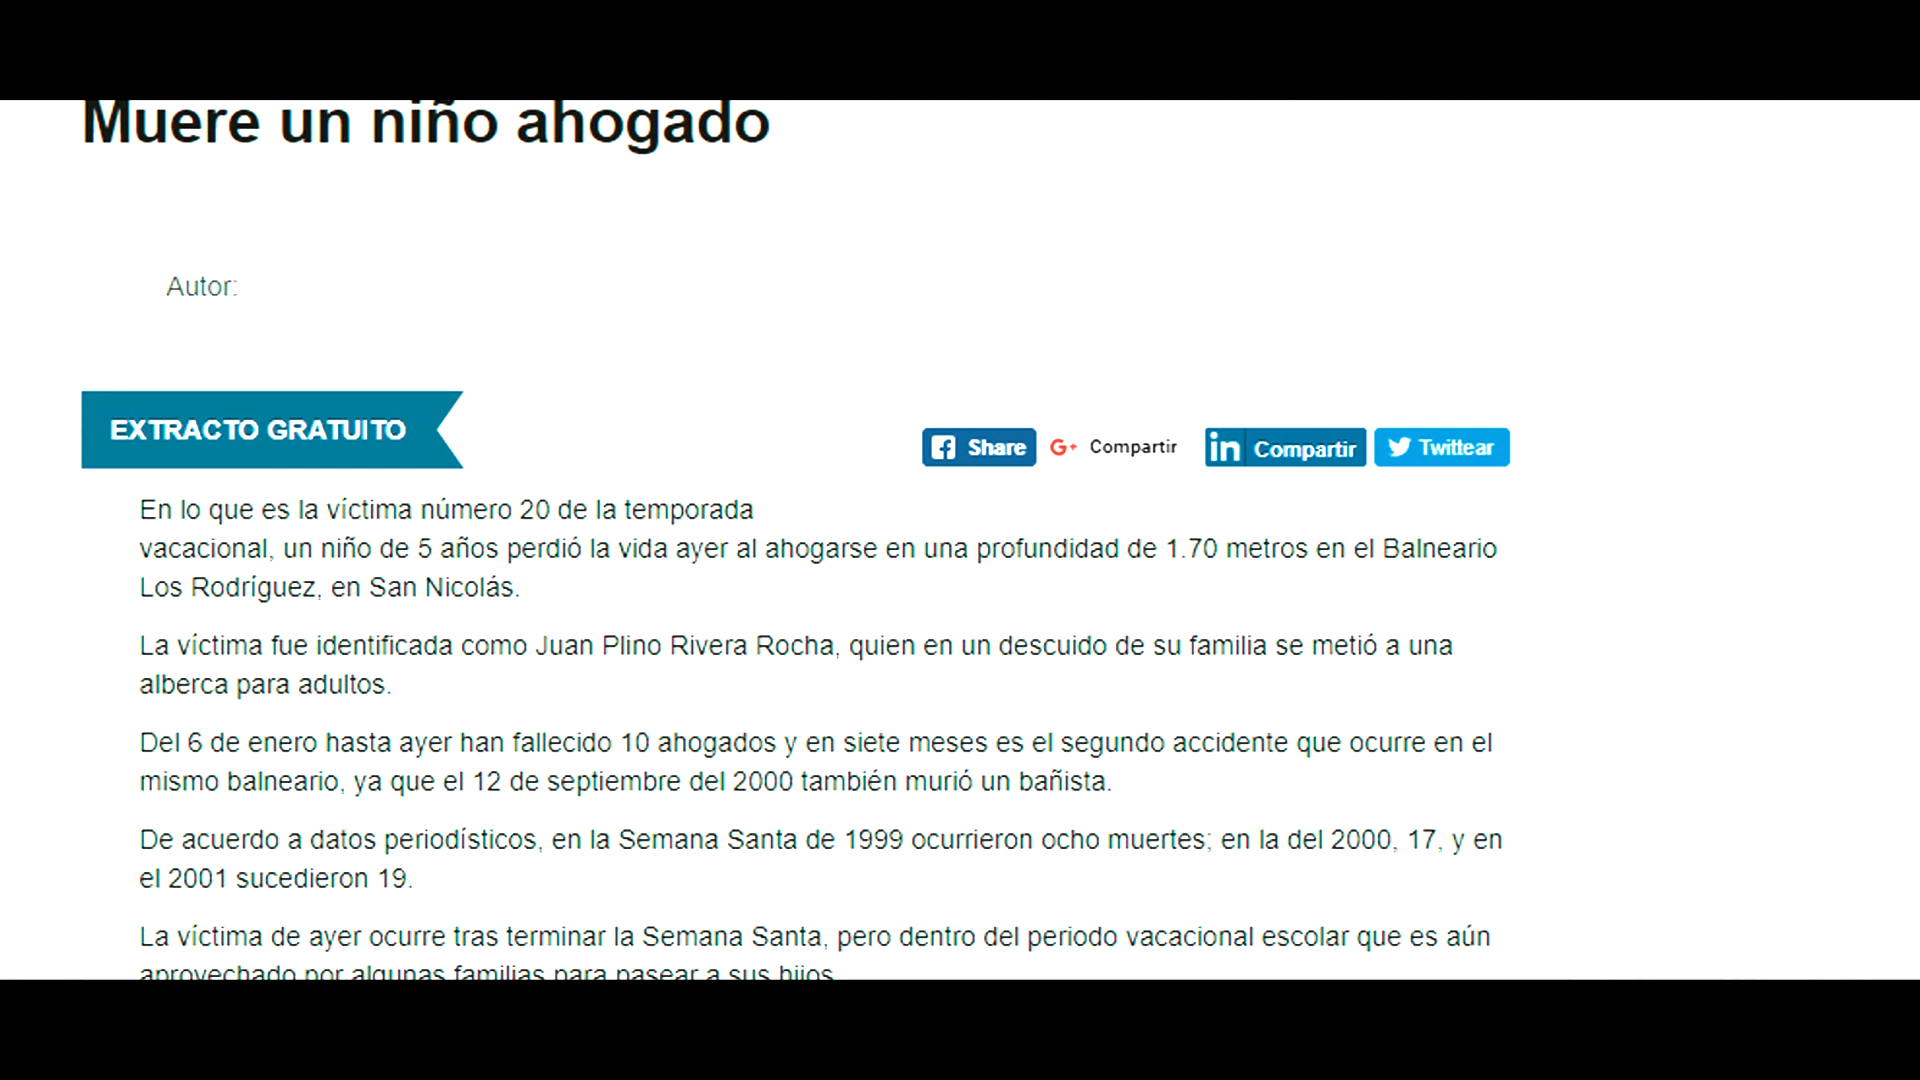 Muere un niño ahogado
Autor:
EXTRACTO GRATUITO
Share
G+ Compartir
in Compartir
Twittear
En lo que es la víctima número 20 de la temporada
vacacional, un niño de 5 años perdió la vida ayer al ahogarse en una profundidad de 1.70 metros en el Balneario
Los Rodríguez, en San Nicolás.
La víctima fue identificada como Juan Plino Rivera Rocha, quien en un descuido de su familia se metió a una
alberca para adultos.
Del 6 de enero hasta ayer han fallecido 10 ahogados y en siete meses es el segundo accidente que ocurre en el
mismo balneario, ya que el 12 de septiembre del 2000 también murió un bañista.
De acuerdo a datos periodísticos, en la Semana Santa de 1999 ocurrieron ocho muertes; en la del 2000, 17, y en
el 2001 sucedieron 19.
La víctima de ayer ocurre tras terminar la Semana Santa, pero dentro del periodo vacacional escolar que es aún
aprovechado por algunas familias para pasear a sus hijos.